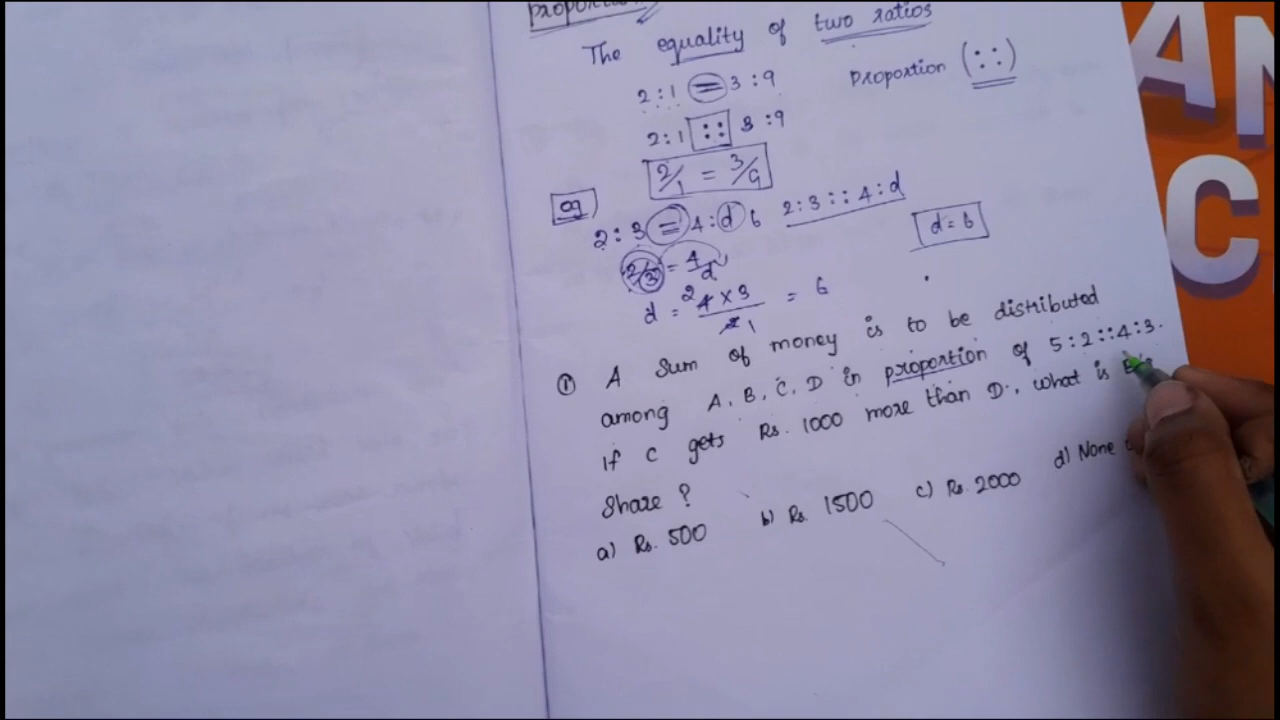 The equality of two ratios
2 : 1 = 3 : 9
Proportion (: :)
2 : 1 :: 3 : 9
2/1 = 3/9
eg
2 : 3 = 4 : d 6
2 : 3 :: 4 : d
2/3 = 4/d
d = 6
d = 4 × 3 / 2 = 6
2
1
① A Sum of money is to be distributed
among A, B, C, D in proportion of 5 : 2 :: 4 : 3.
If C gets Rs. 1000 more than D, what is
Share ?
a) Rs. 500 b) Rs. 1500 c) Rs. 2000 d) None
AN
C